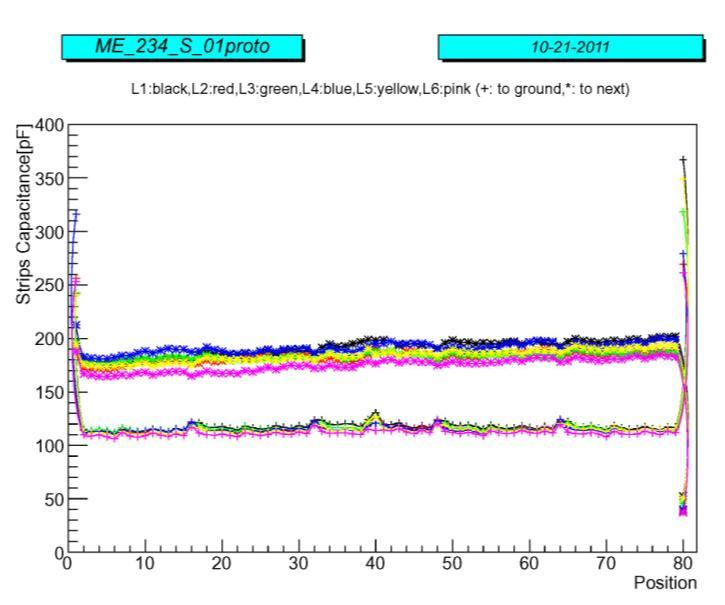 ME_234_S_01proto
10-21-2011
L1:black,L2:red,L3:green,L4:blue,L5:yellow,L6:pink (+: to ground,*: to next)
Strips Capacitance[pF]
400
350
300
250
200
150
100
50
0
0 10 20 30 40 50 60 70 80
Position